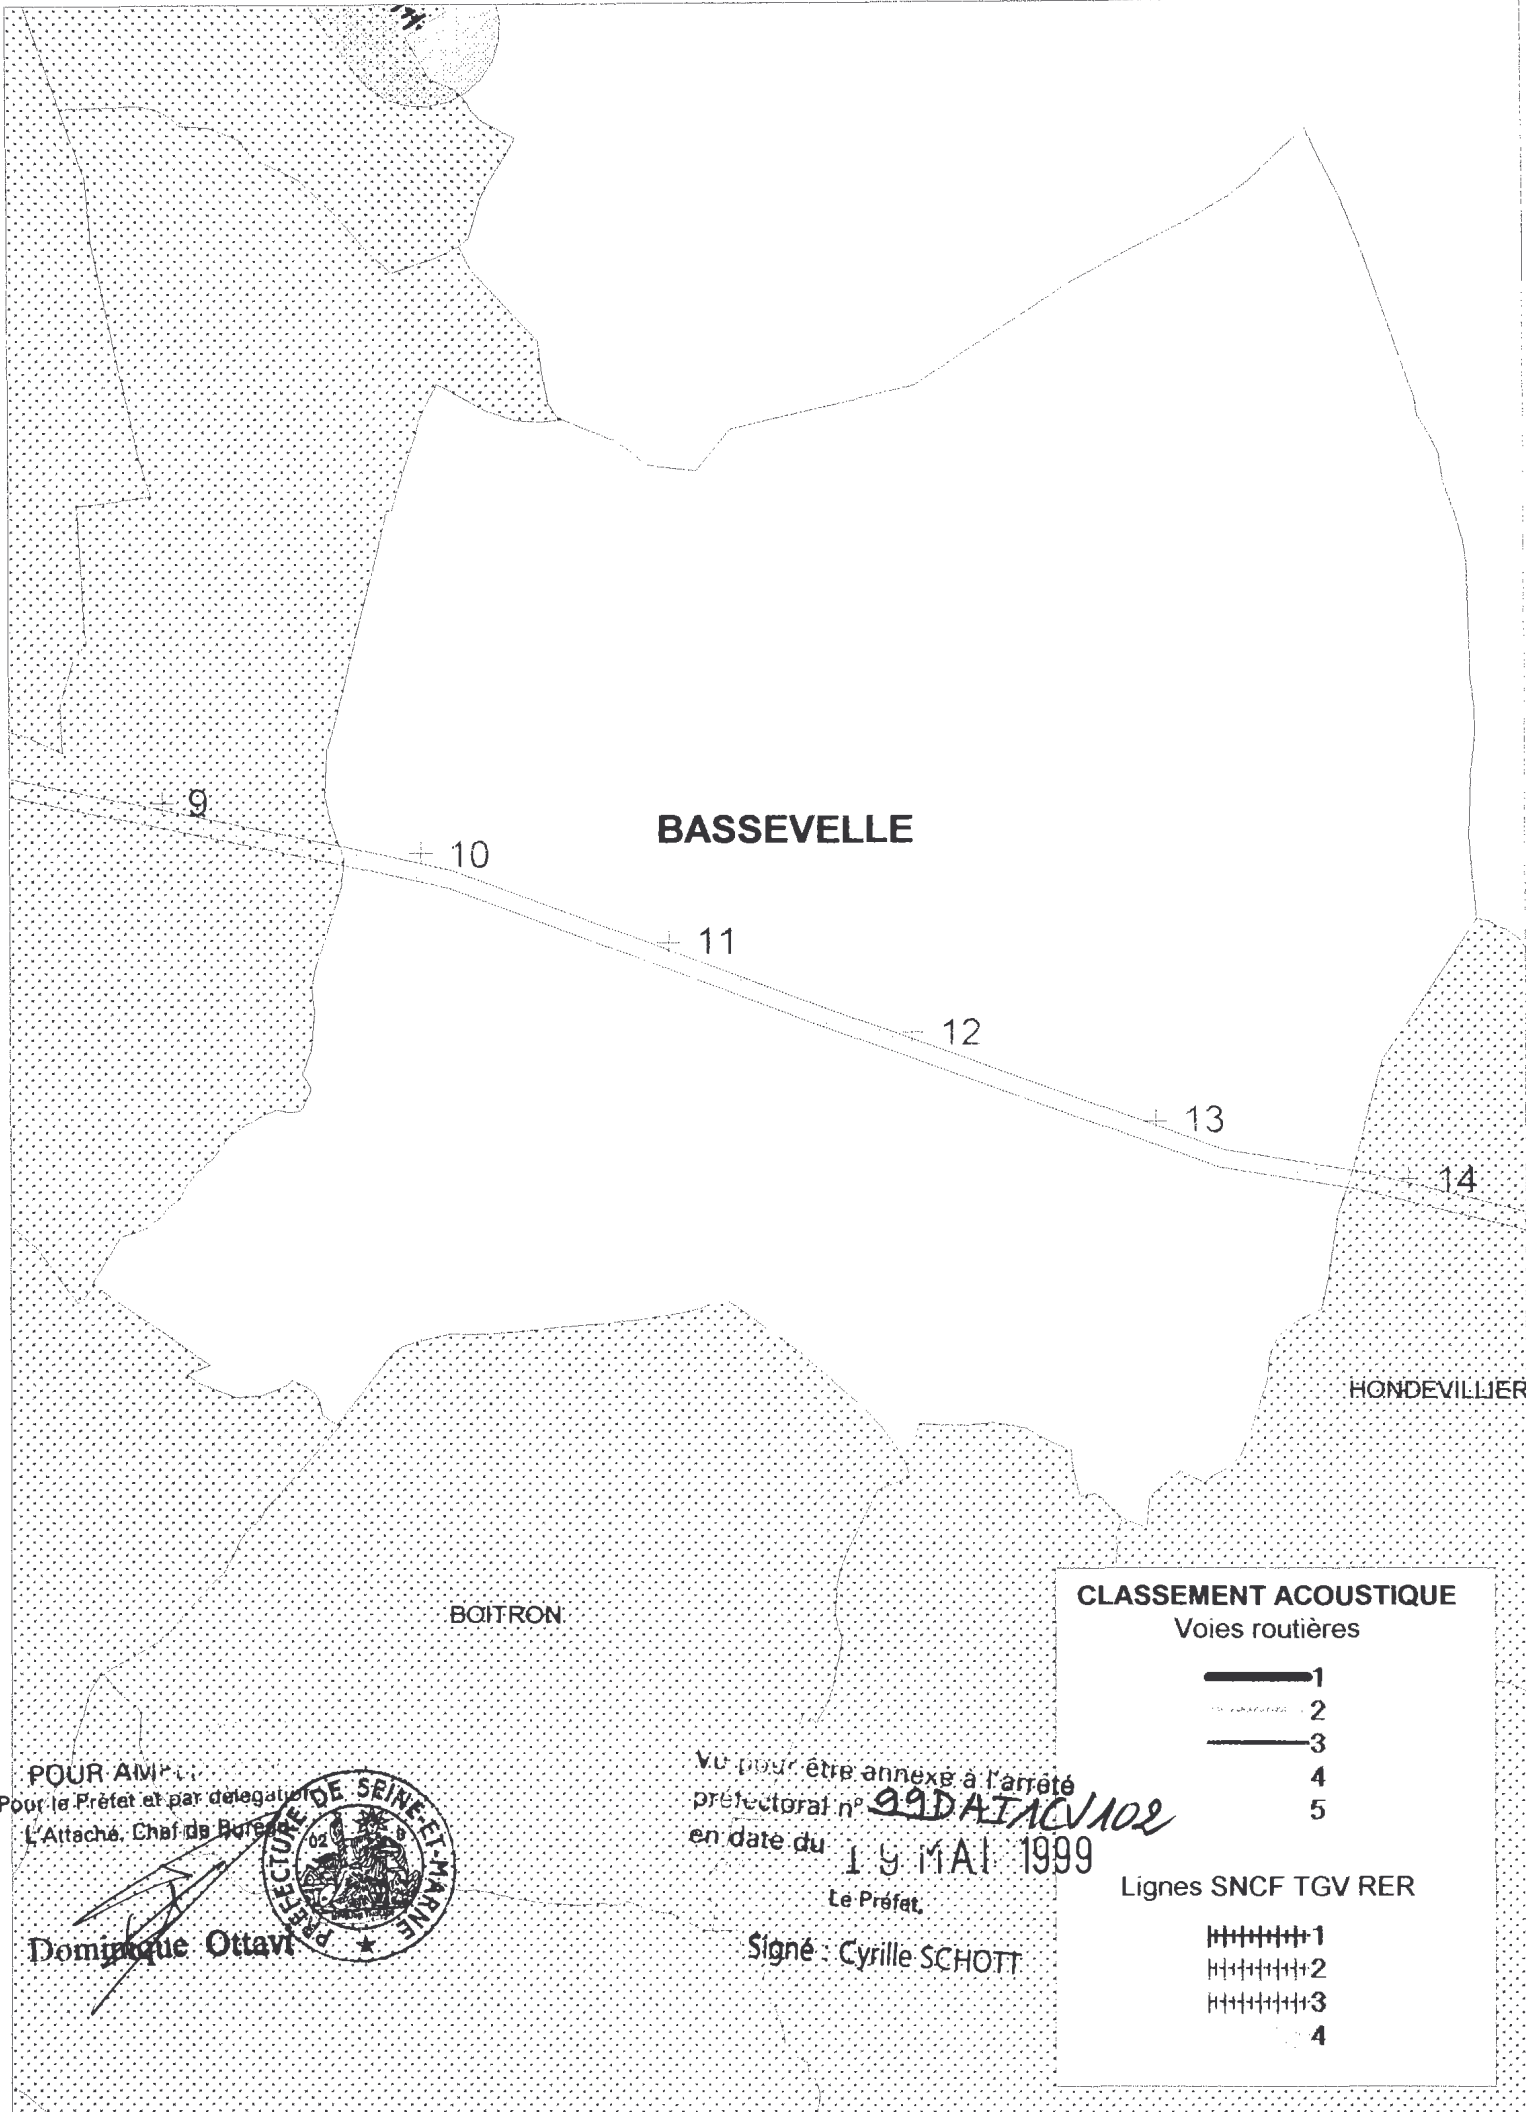 9
10
BASSEVELLE
11
12
13
14
HONDEVILLIER
BOITRON
CLASSEMENT ACOUSTIQUE
Voies routières
1
2
3
4
5
Lignes SNCF TGV RER
1
2
3
4
POUR
Pour le Préfet et par délégation
L'Attaché, Chef de Bureau
PREFECTURE DE SEINE-ET-MARNE
Dominique Ottavi
Vu pour être annexé à l'arrêté
préfectoral n° 99DAI1CV102
en date du 19 MAI 1999
Le Préfet,
Signé : Cyrille SCHOTT